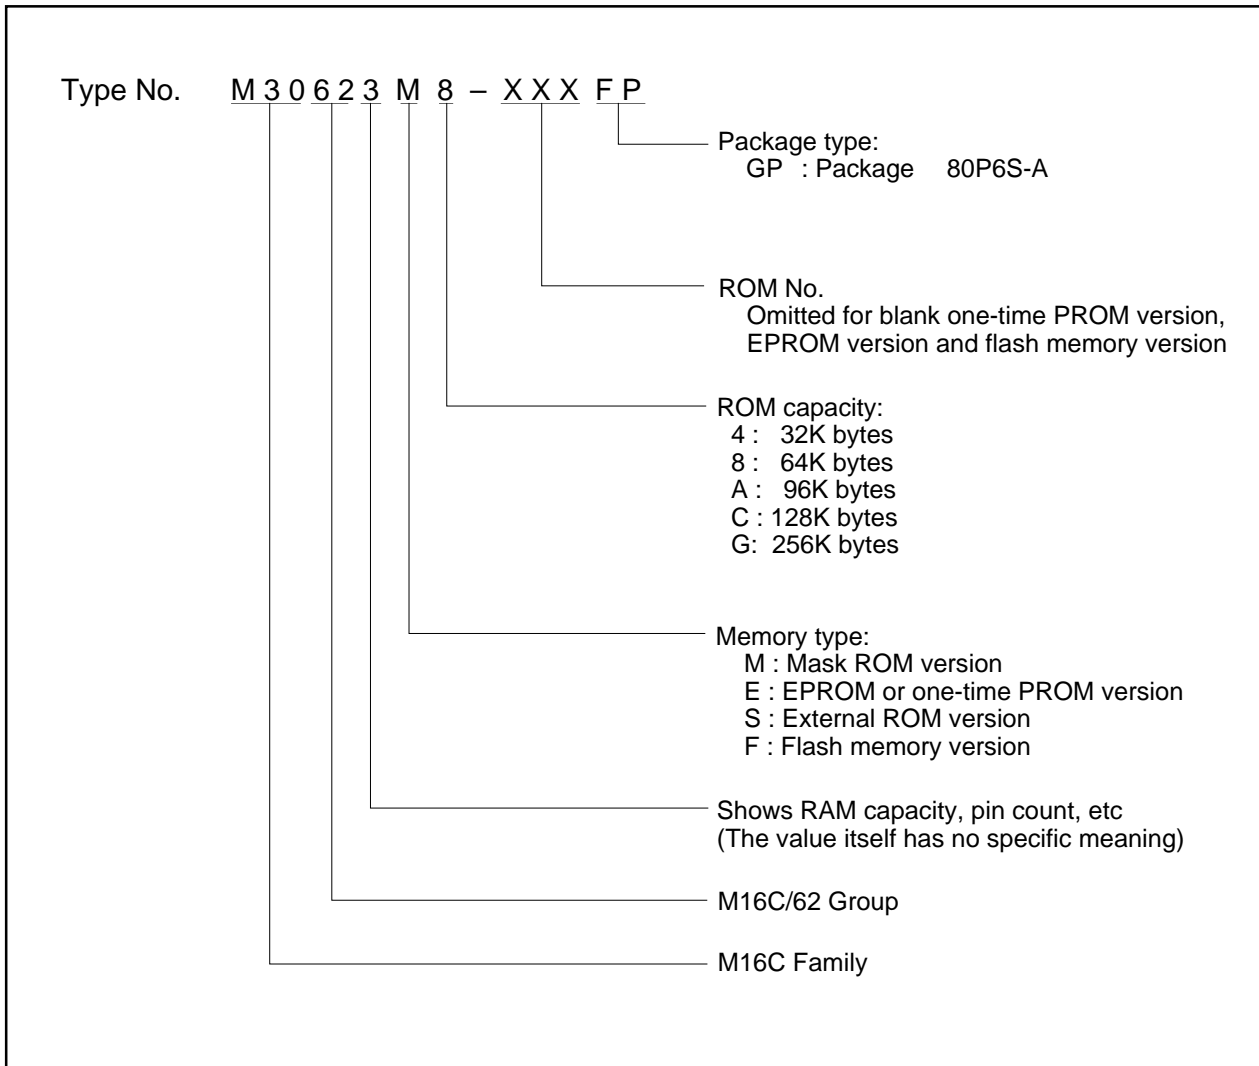 Type No. M 3 0 6 2 3 M 8 – X X X F P
Package type:
GP : Package 80P6S-A
ROM No.
Omitted for blank one-time PROM version,
EPROM version and flash memory version
ROM capacity:
4 : 32K bytes
8 : 64K bytes
A : 96K bytes
C : 128K bytes
G: 256K bytes
Memory type:
M : Mask ROM version
E : EPROM or one-time PROM version
S : External ROM version
F : Flash memory version
Shows RAM capacity, pin count, etc
(The value itself has no specific meaning)
M16C/62 Group
M16C Family